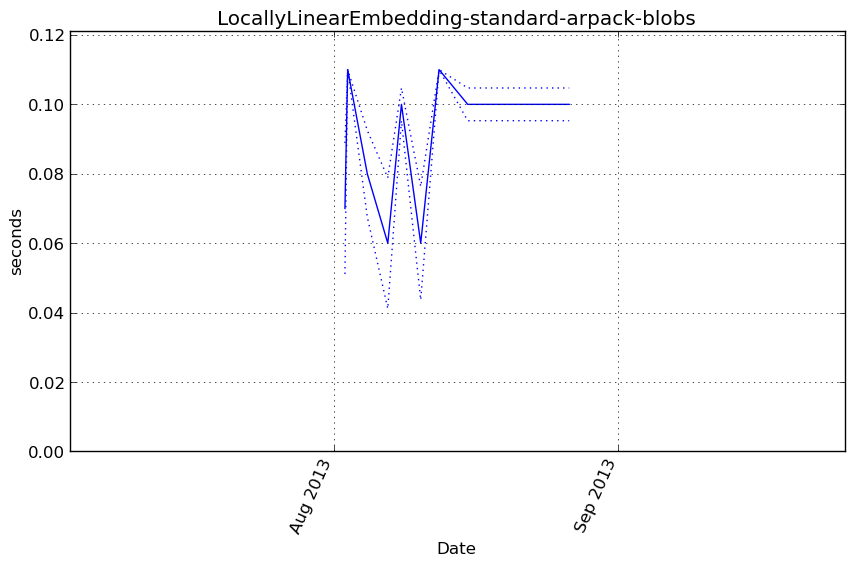 LocallyLinearEmbedding-standard-arpack-blobs
0.12
0.10
0.08
0.06
0.04
0.02
0.00
seconds
Aug 2013
Sep 2013
Date